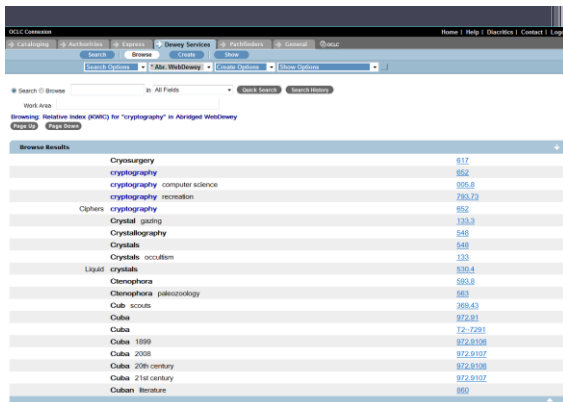 OCLC Connexion Home | Help | Diacritics | Contact | Log
Cataloging Authorities Express Dewey Services Pathfinders General OCLC
Search Browse Create Show
Search Options *Abr. WebDewey Create Options Show Options
Search Browse in All Fields Quick Search Search History
Work Area
Browsing: Relative Index (KWIC) for "cryptography" in Abridged WebDewey
Page Up Page Down
Browse Results
Cryosurgery 617
cryptography 652
cryptography computer science 005.8
cryptography recreation 793.73
Ciphers cryptography 652
Crystal gazing 133.3
Crystallography 548
Crystals 548
Crystals occultism 133
Liquid crystals 530.4
Ctenophora 593.8
Ctenophora paleozoology 563
Cub scouts 369.43
Cuba 972.91
Cuba T2--7291
Cuba 1899 972.9106
Cuba 2008 972.9107
Cuba 20th century 972.9106
Cuba 21st century 972.9107
Cuban literature 860